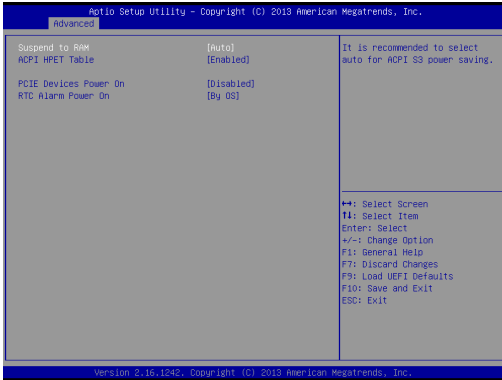 Aptio Setup Utility – Copyright (C) 2013 American Megatrends, Inc.
Advanced
Suspend to RAM [Auto]
ACPI HPET Table [Enabled]
PCIE Devices Power On [Disabled]
RTC Alarm Power On [By OS]
It is recommended to select
auto for ACPI S3 power saving.
↔: Select Screen
↑↓: Select Item
Enter: Select
+/-: Change Option
F1: General Help
F7: Discard Changes
F9: Load UEFI Defaults
F10: Save and Exit
ESC: Exit
Version 2.16.1242. Copyright (C) 2013 American Megatrends, Inc.